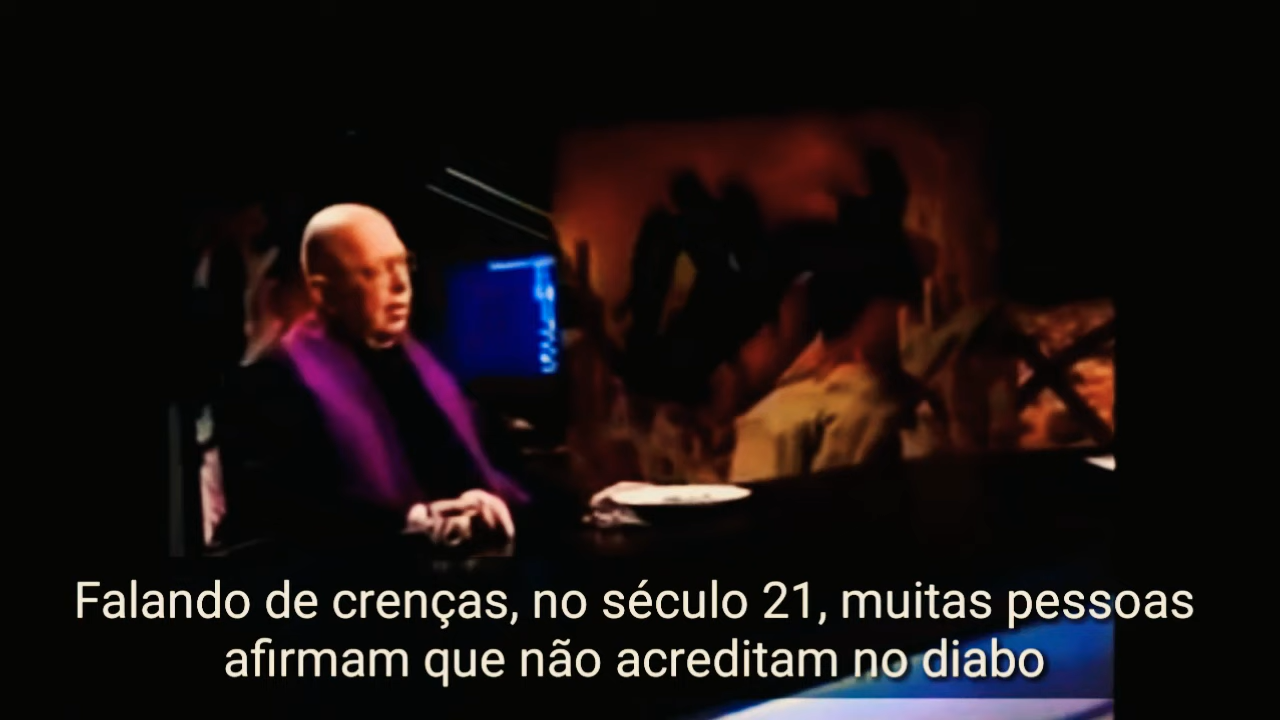 Falando de crenças, no século 21, muitas pessoas
afirmam que não acreditam no diabo